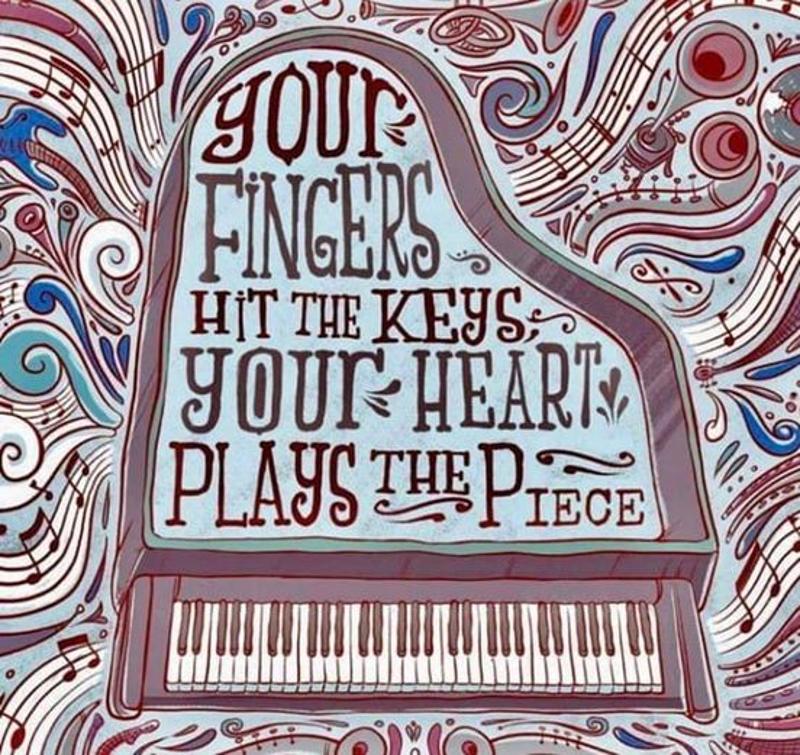 YOUR
FINGERS
HIT THE KEYS;
YOUR HEART
PLAYS THE PIECE